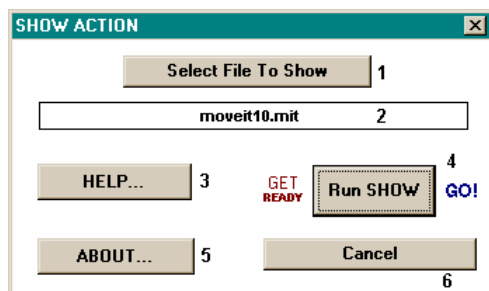 SHOW ACTION
Select File To Show 1
moveit10.mit 2
HELP... 3
GET READY
Run SHOW
4
GO!
ABOUT... 5
Cancel
6